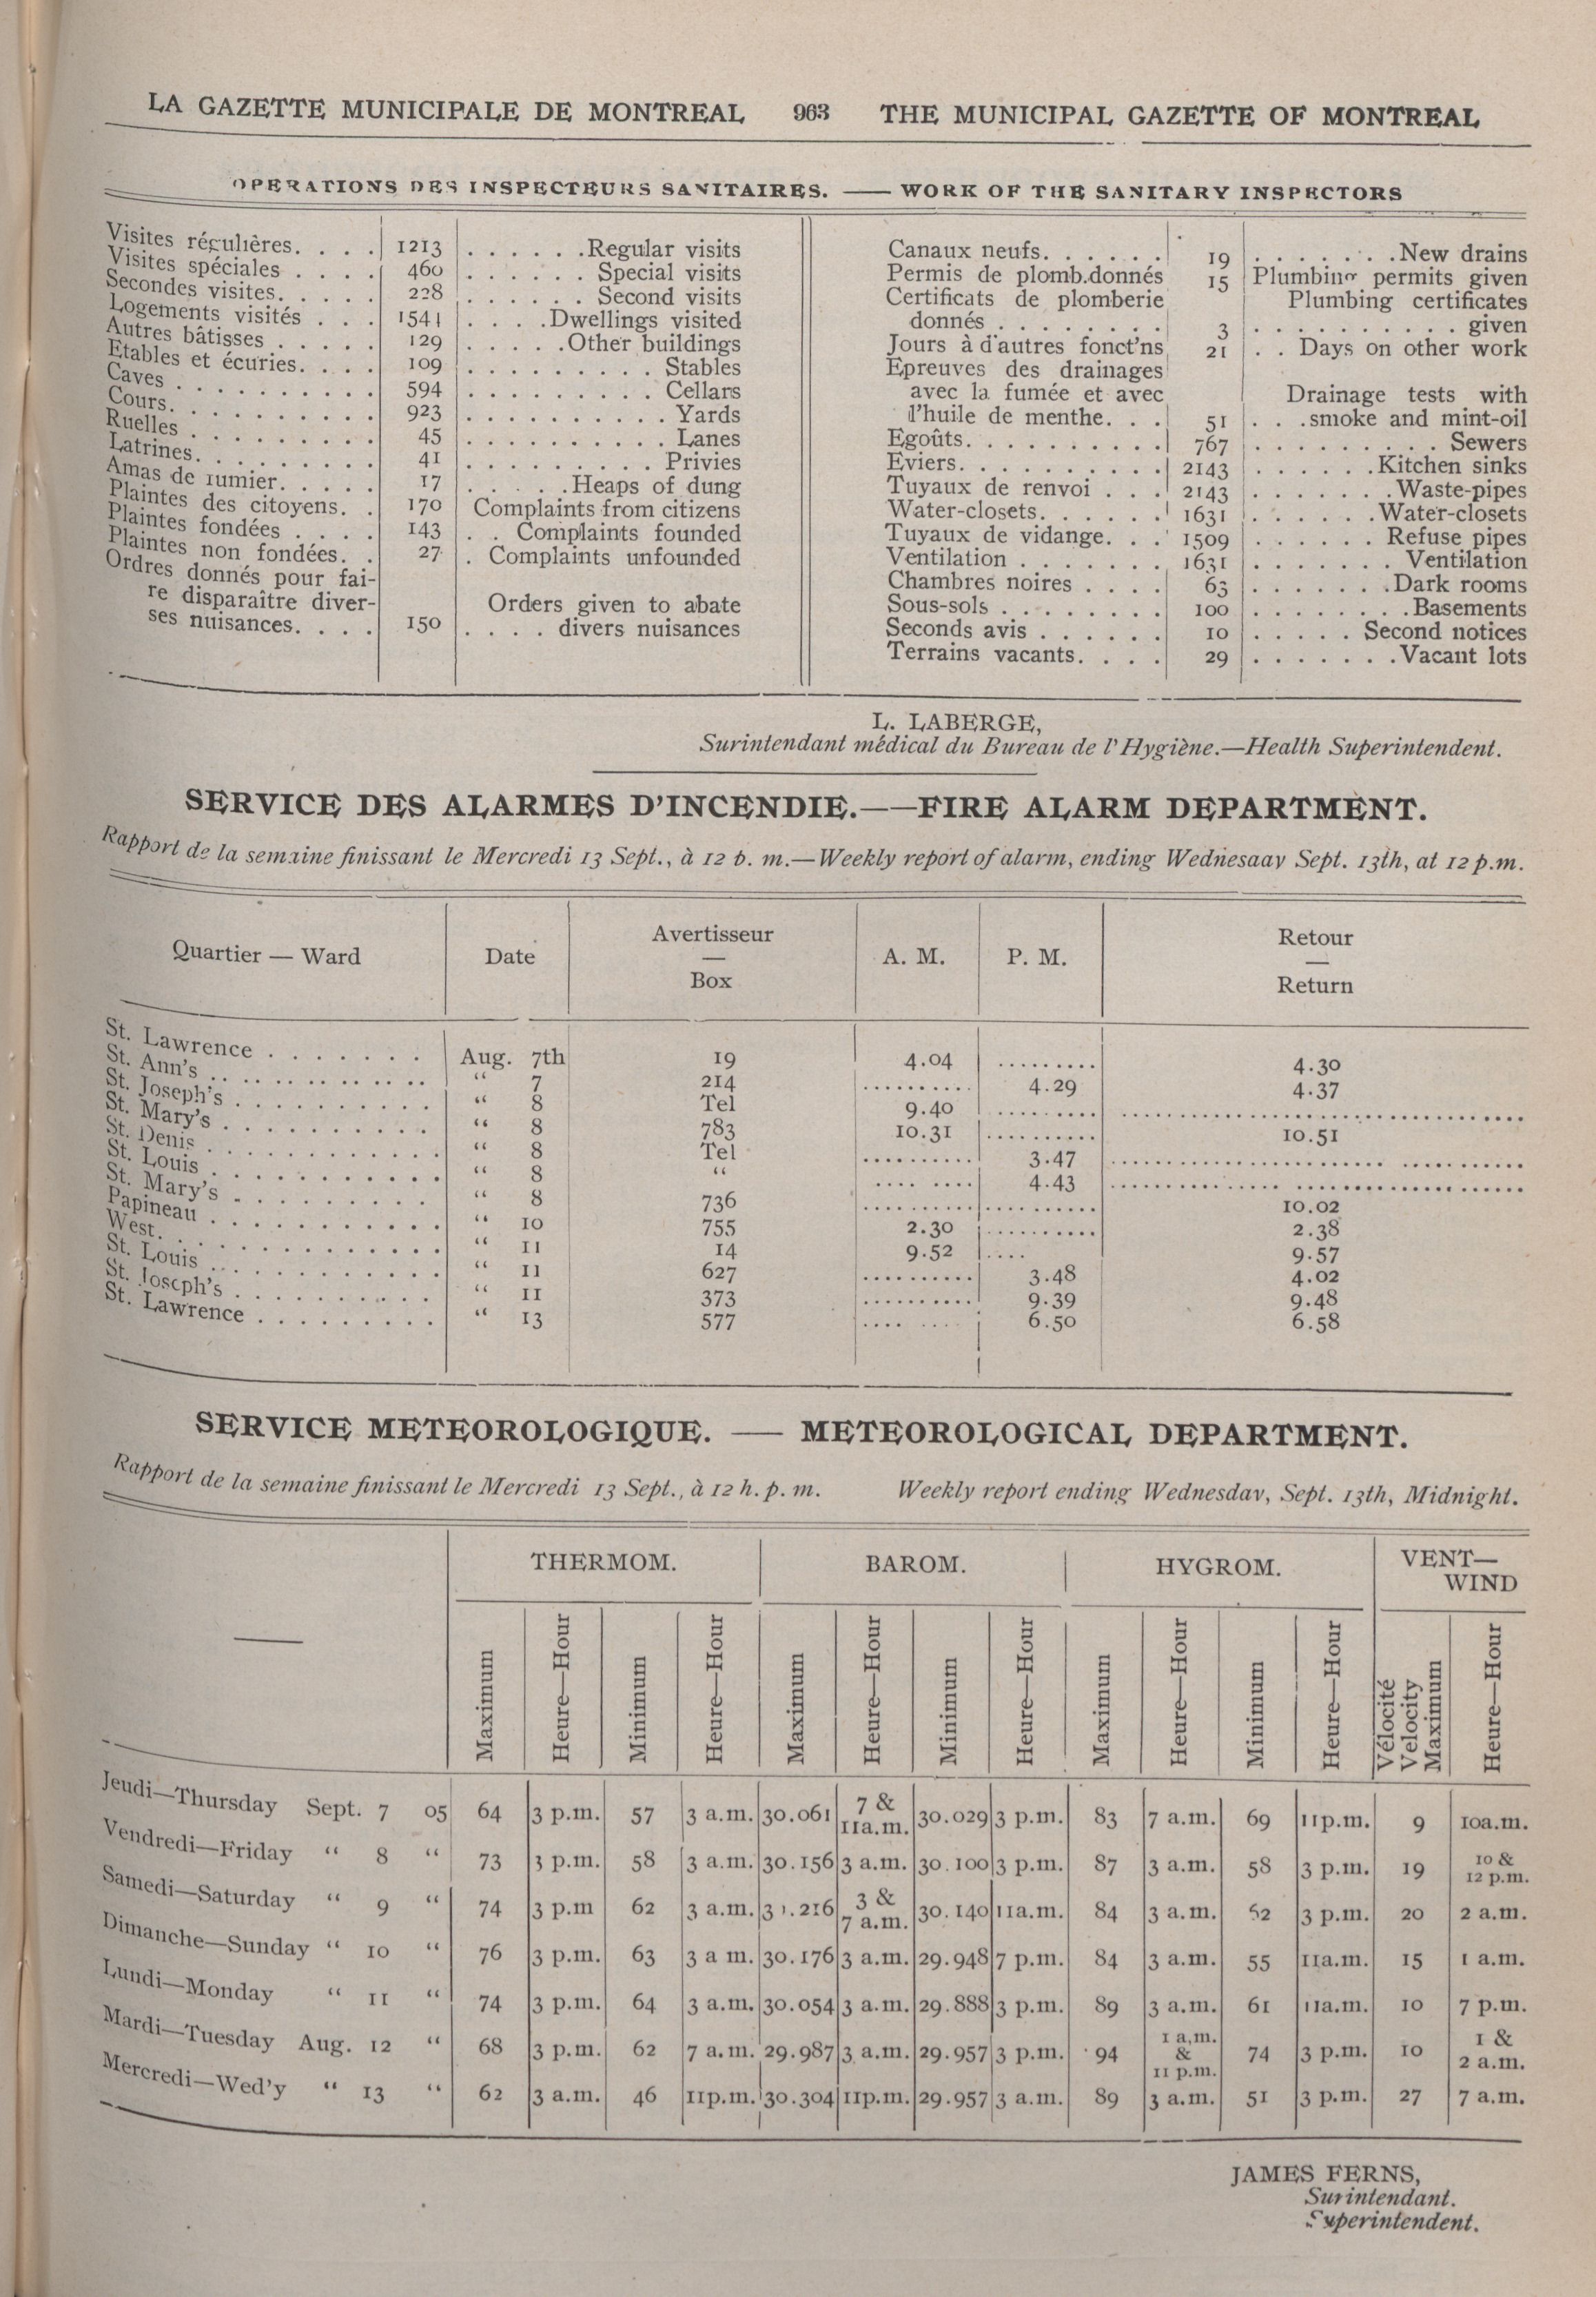 LA GAZETTE MUNICIPALE DE MONTREAL 963 THE MUNICIPAL GAZETTE OF MONTREAL
OPERATIONS DES INSPECTEURS SANITAIRES. —— WORK OF THE SANITARY INSPECTORS
Visites régulières. . . . 1213 . . . . . .Regular visits
Visites spéciales . . . . 460 . . . . . . Special visits
Secondes visites. . . . . 228 . . . . . . Second visits
Logements visités . . . 1541 . . . .Dwellings visited
Autres bâtisses . . . . . 129 . . . . .Other buildings
Etables et écuries. . . . 109 . . . . . . . . . Stables
Caves . . . . . . . . . 594 . . . . . . . . . Cellars
Cours. . . . . . . . . . 923 . . . . . . . . . . Yards
Ruelles . . . . . . . . . 45 . . . . . . . . . . Lanes
Latrines. . . . . . . . . 41 . . . . . . . . . Privies
Amas de fumier. . . . . 17 . . . . .Heaps of dung
Plaintes des citoyens. . 170 Complaints from citizens
Plaintes fondées . . . . 143 . . Complaints founded
Plaintes non fondées. . 27 . Complaints unfounded
Ordres donnés pour fai-
re disparaître diver- Orders given to abate
ses nuisances. . . . 150 . . . . divers nuisances
Canaux neufs. . . . . . 19 . . . . . . .New drains
Permis de plomb.donnés 15 Plumbing permits given
Certificats de plomberie Plumbing certificates
donnés . . . . . . . . 3 . . . . . . . . . . given
Jours à d'autres fonct'ns 21 . . Days on other work
Epreuves des drainages
avec la fumée et avec Drainage tests with
l'huile de menthe. . . 51 . . .smoke and mint-oil
Egoûts. . . . . . . . . . 767 . . . . . . . . . . Sewers
Eviers. . . . . . . . . . 2143 . . . . . .Kitchen sinks
Tuyaux de renvoi . . . 2143 . . . . . . .Waste-pipes
Water-closets. . . . . . 1631 . . . . . .Water-closets
Tuyaux de vidange. . . 1509 . . . . . . Refuse pipes
Ventilation . . . . . . . 1631 . . . . . . . Ventilation
Chambres noires . . . . 63 . . . . . . .Dark rooms
Sous-sols . . . . . . . . 100 . . . . . . . .Basements
Seconds avis . . . . . . 10 . . . . . Second notices
Terrains vacants. . . . 29 . . . . . . .Vacant lots
L. LABERGE,
Surintendant médical du Bureau de l'Hygiène.—Health Superintendent.
SERVICE DES ALARMES D'INCENDIE.——FIRE ALARM DEPARTMENT.
Rapport de la semaine finissant le Mercredi 13 Sept., à 12 p. m.—Weekly report of alarm, ending Wednesday Sept. 13th, at 12 p.m.
Quartier — Ward Date Avertisseur — Box A. M. P. M. Retour — Return
St. Lawrence . . . . . . . Aug. 7th 19 4.04 ......... 4.30
St. Ann's . . . . . . . . . . " 7 214 .......... 4.29 4.37
St. Joseph's . . . . . . . . . . " 8 Tel 9.40 ......... ........................
St. Mary's . . . . . . . . . . " 8 783 10.31 .......... 10.51
St. Denis . . . . . . . . . . . " 8 Tel .......... 3.47 ........................
St. Louis . . . . . . . . . . . " 8 " .... .... 4.43 ........................
St. Mary's . . . . . . . . . . " 8 736 .......... .......... 10.02
Papineau . . . . . . . . . . . " 10 755 2.30 .......... 2.38
West. . . . . . . . . . . . . " 11 14 9.52 .... 9.57
St. Louis . . . . . . . . . . . " 11 627 .......... 3.48 4.02
St. Joseph's . . . . . . . . . . " 11 373 .......... 9.39 9.48
St. Lawrence . . . . . . . . . " 13 577 .... .... 6.50 6.58
SERVICE METEOROLOGIQUE. —— METEOROLOGICAL DEPARTMENT.
Rapport de la semaine finissant le Mercredi 13 Sept., à 12 h. p. m. Weekly report ending Wednesday, Sept. 13th, Midnight.
THERMOM. BAROM. HYGROM. VENT—WIND
Maximum Heure—Hour Minimum Heure—Hour Maximum Heure—Hour Minimum Heure—Hour Maximum Heure—Hour Minimum Heure—Hour Vélocité Velocity Maximum Heure—Hour
Jeudi—Thursday Sept. 7 05 64 3 p.m. 57 3 a.m. 30.061 7 & 11a.m. 30.029 3 p.m. 83 7 a.m. 69 11p.m. 9 10a.m.
Vendredi—Friday " 8 " 73 3 p.m. 58 3 a.m. 30.156 3 a.m. 30.100 3 p.m. 87 3 a.m. 58 3 p.m. 19 10 & 12 p.m.
Samedi—Saturday " 9 " 74 3 p.m 62 3 a.m. .216 3 & 7 a.m. 30.140 11a.m. 84 3 a.m. 3 p.m. 20 2 a.m.
Dimanche—Sunday " 10 " 76 3 p.m. 63 3 a m. 30.176 3 a.m. 29.948 7 p.m. 84 3 a.m. 55 11a.m. 15 1 a.m.
Lundi—Monday " 11 " 74 3 p.m. 64 3 a.m. 30.054 3 a.m. 29.888 3 p.m. 89 3 a.m. 61 11a.m. 10 7 p.m.
Mardi—Tuesday Aug. 12 " 68 3 p.m. 62 7 a.m. 29.987 3 a.m. 29.957 3 p.m. 94 1 a.m. & 11 p.m. 74 3 p.m. 10 1 & 2 a.m.
Mercredi—Wed'y " 13 " 62 3 a.m. 46 11p.m. 30.304 11p.m. 29.957 3 a.m. 89 3 a.m. 51 3 p.m. 27 7 a.m.
JAMES FERNS,
Surintendant.
Superintendent.